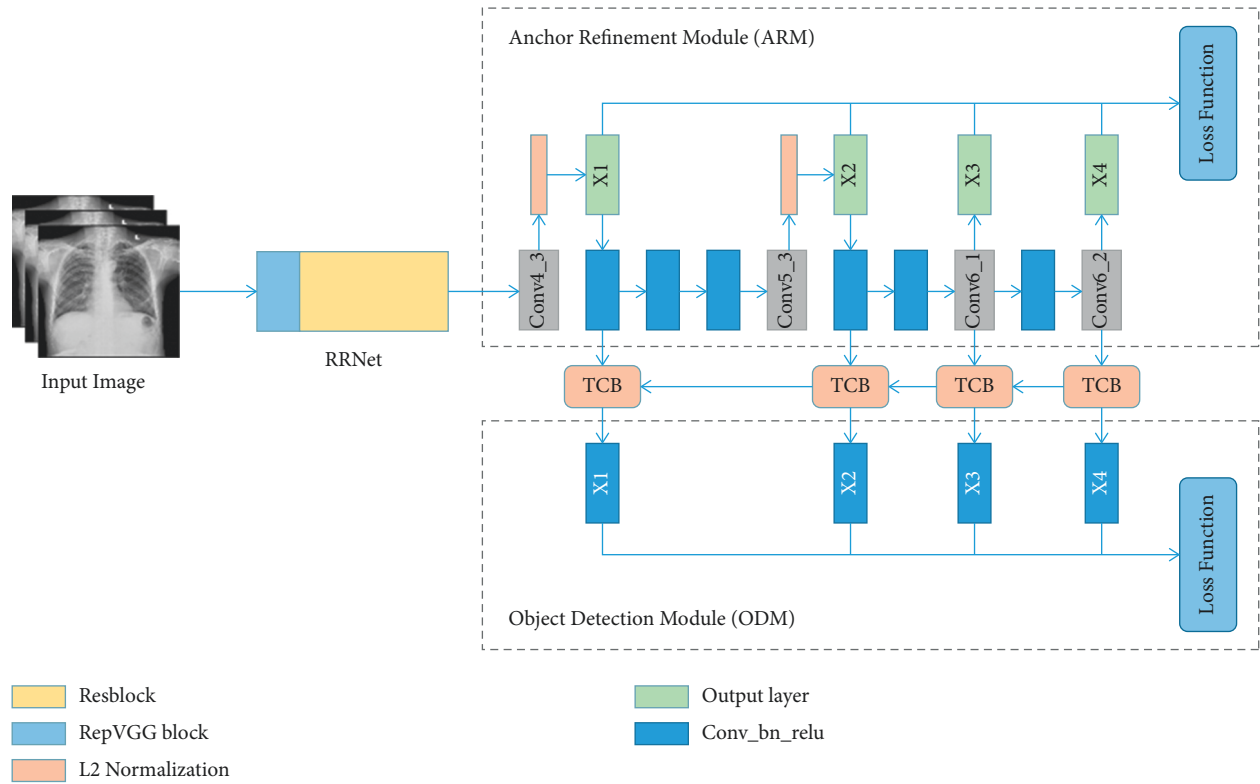 Anchor Refinement Module (ARM)
Loss Function
X1
X2
X3
X4
Conv4_3
Conv5_3
Conv6_1
Conv6_2
Input Image
RRNet
TCB
TCB
TCB
TCB
X1
X2
X3
X4
Loss Function
Object Detection Module (ODM)
Resblock
RepVGG block
L2 Normalization
Output layer
Conv_bn_relu